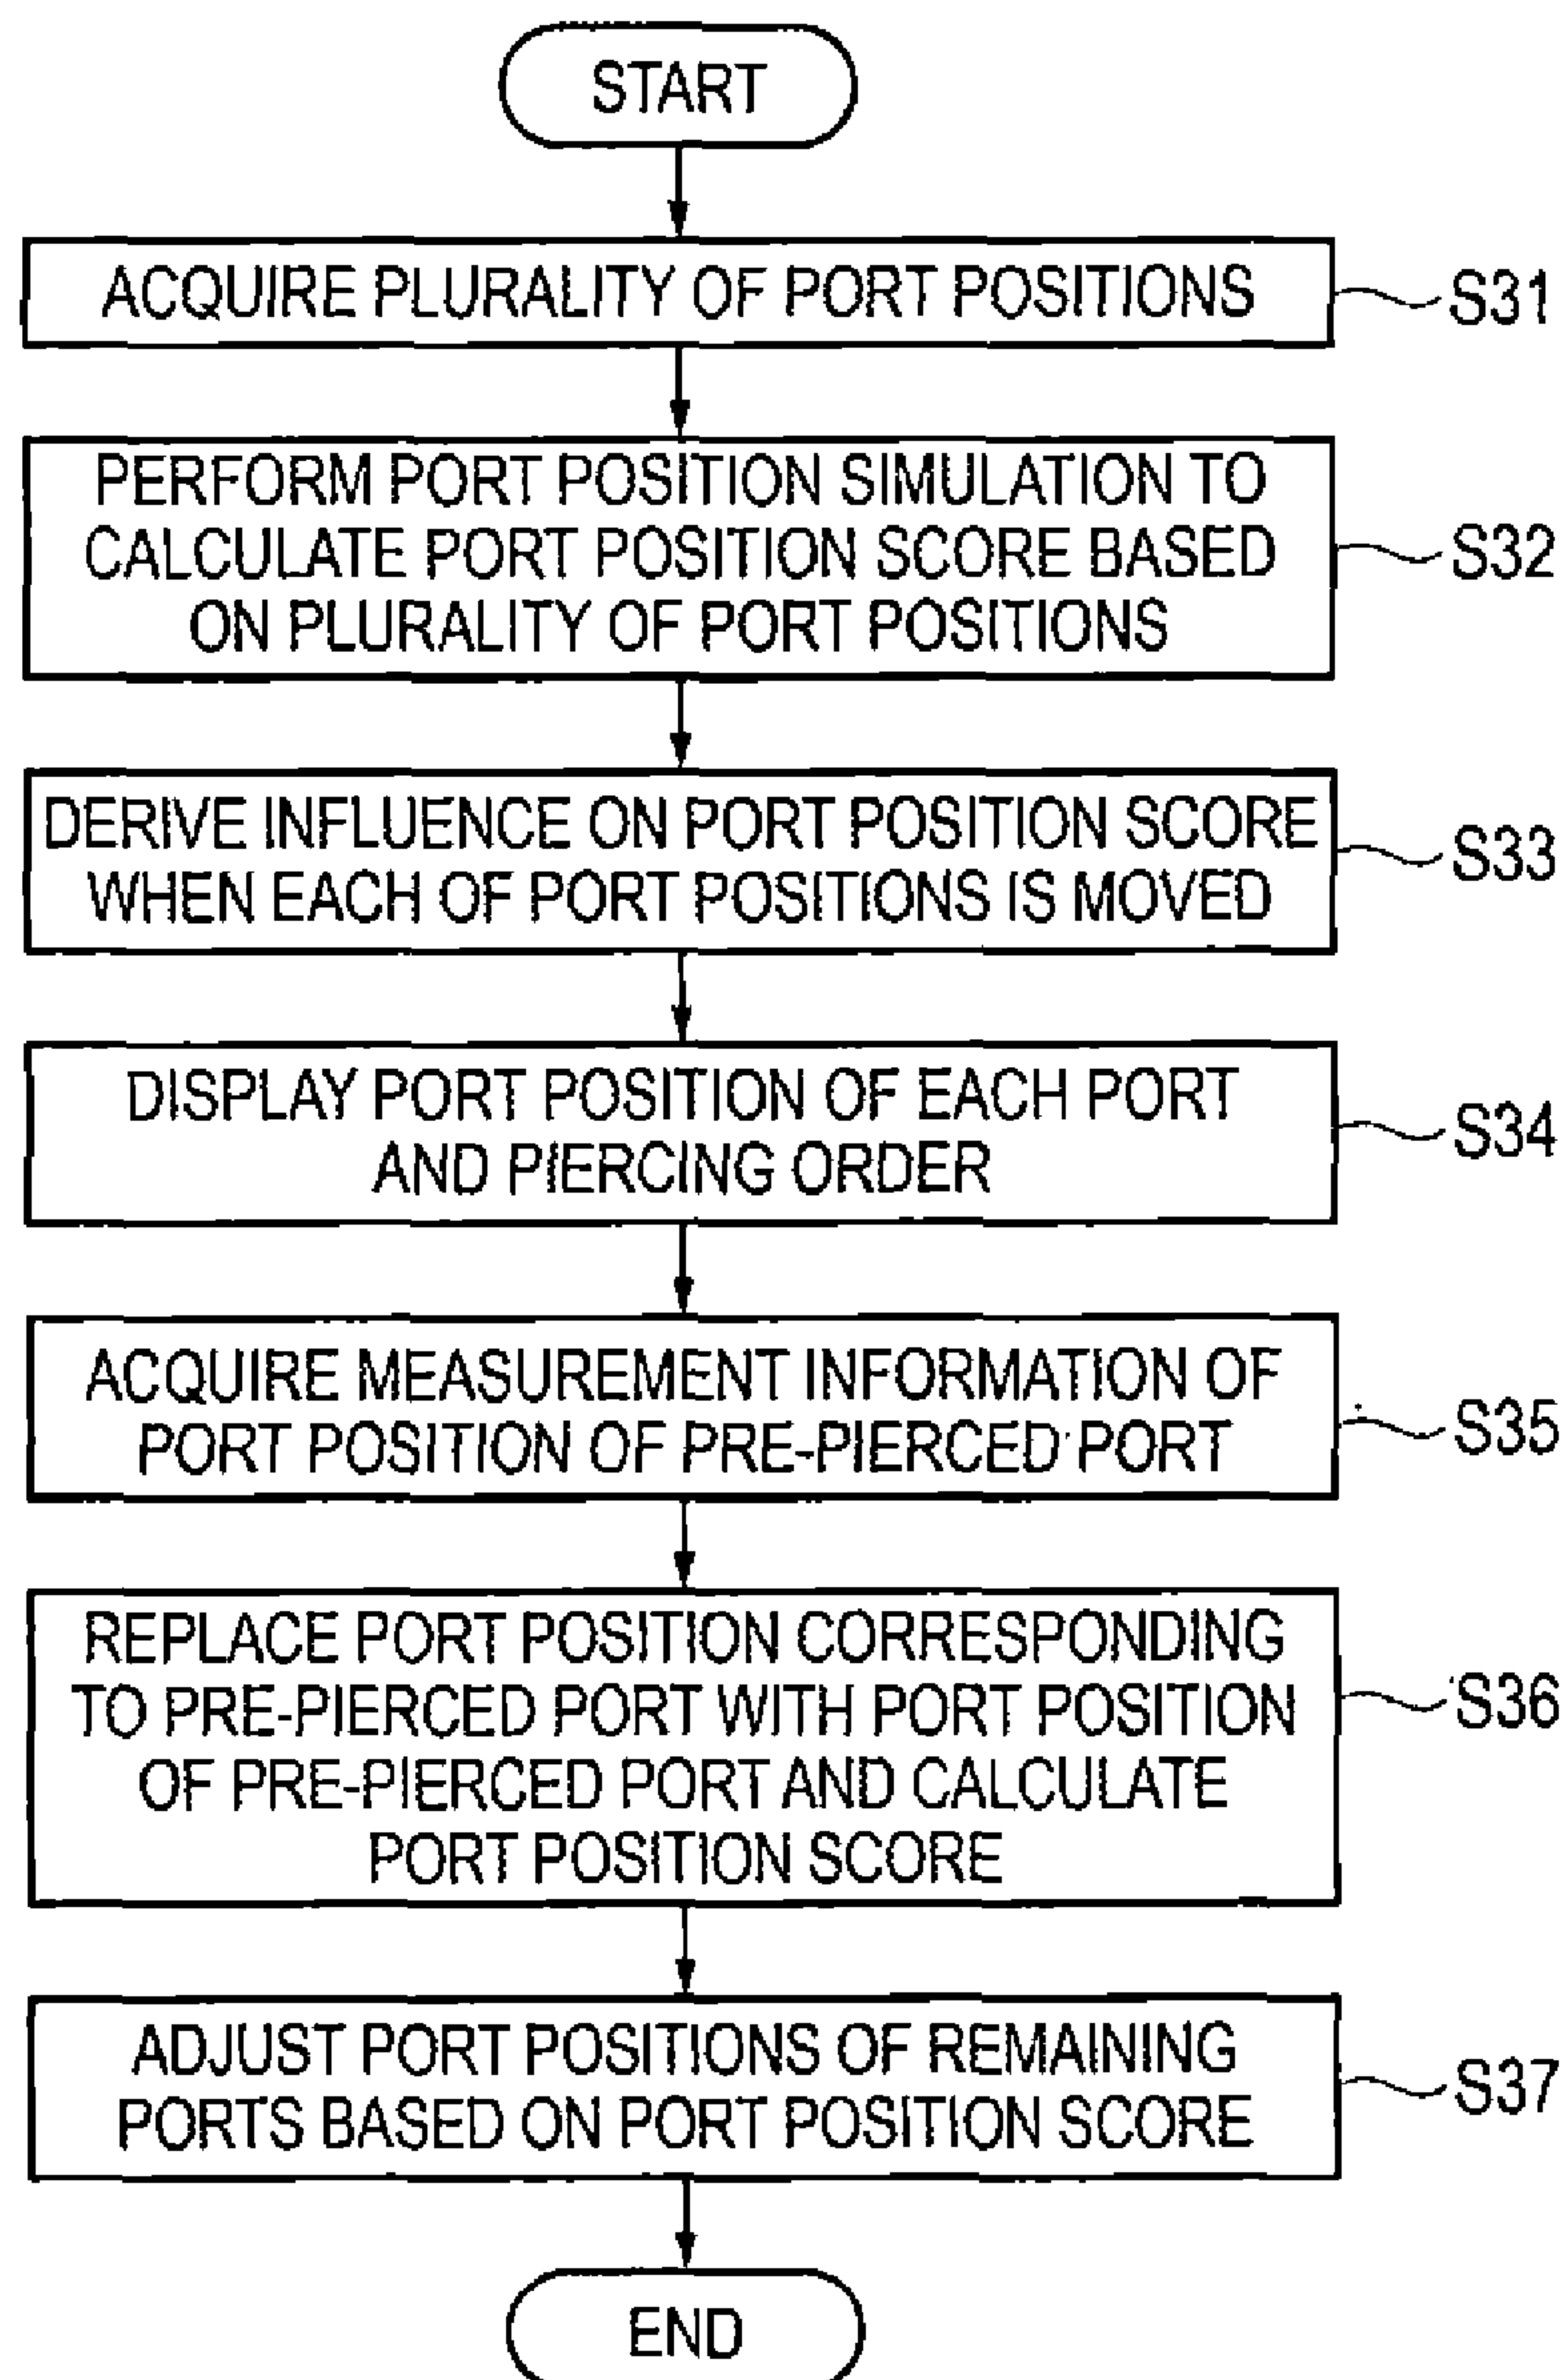 START
ACQUIRE PLURALITY OF PORT POSITIONS
S31
PERFORM PORT POSITION SIMULATION TO
CALCULATE PORT POSITION SCORE BASED
ON PLURALITY OF PORT POSITIONS
S32
DERIVE INFLUENCE ON PORT POSITION SCORE
WHEN EACH OF PORT POSITIONS IS MOVED
S33
DISPLAY PORT POSITION OF EACH PORT
AND PIERCING ORDER
S34
ACQUIRE MEASUREMENT INFORMATION OF
PORT POSITION OF PRE-PIERCED PORT
S35
REPLACE PORT POSITION CORRESPONDING
TO PRE-PIERCED PORT WITH PORT POSITION
OF PRE-PIERCED PORT AND CALCULATE
PORT POSITION SCORE
S36
ADJUST PORT POSITIONS OF REMAINING
PORTS BASED ON PORT POSITION SCORE
S37
END